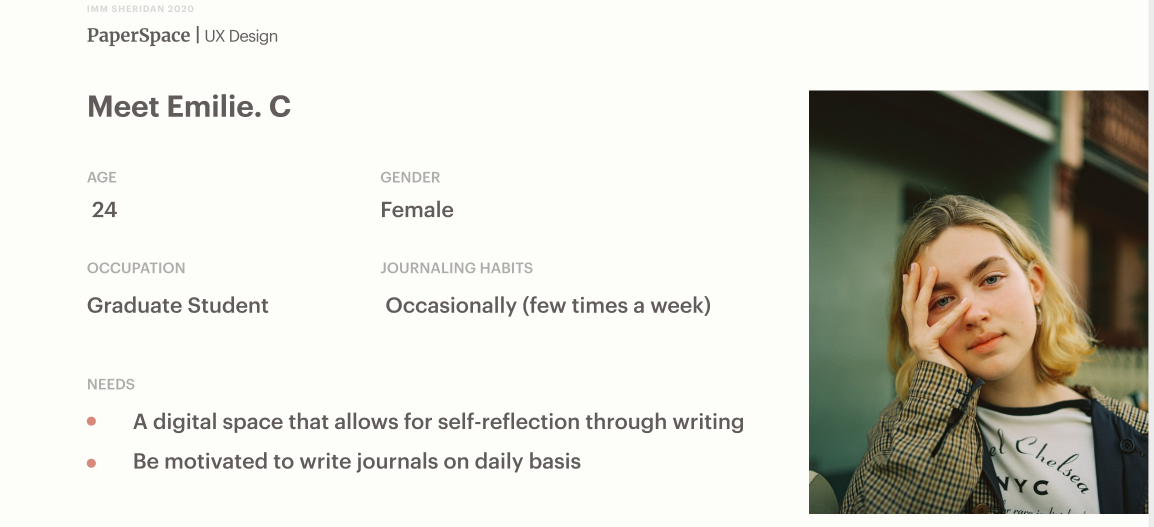 IMM SHERIDAN 2020
PaperSpace | UX Design
Meet Emilie. C
AGE
GENDER
24
Female
OCCUPATION
JOURNALING HABITS
Graduate Student
Occasionally (few times a week)
NEEDS
A digital space that allows for self-reflection through writing
Be motivated to write journals on daily basis
el Chelsea
NYC